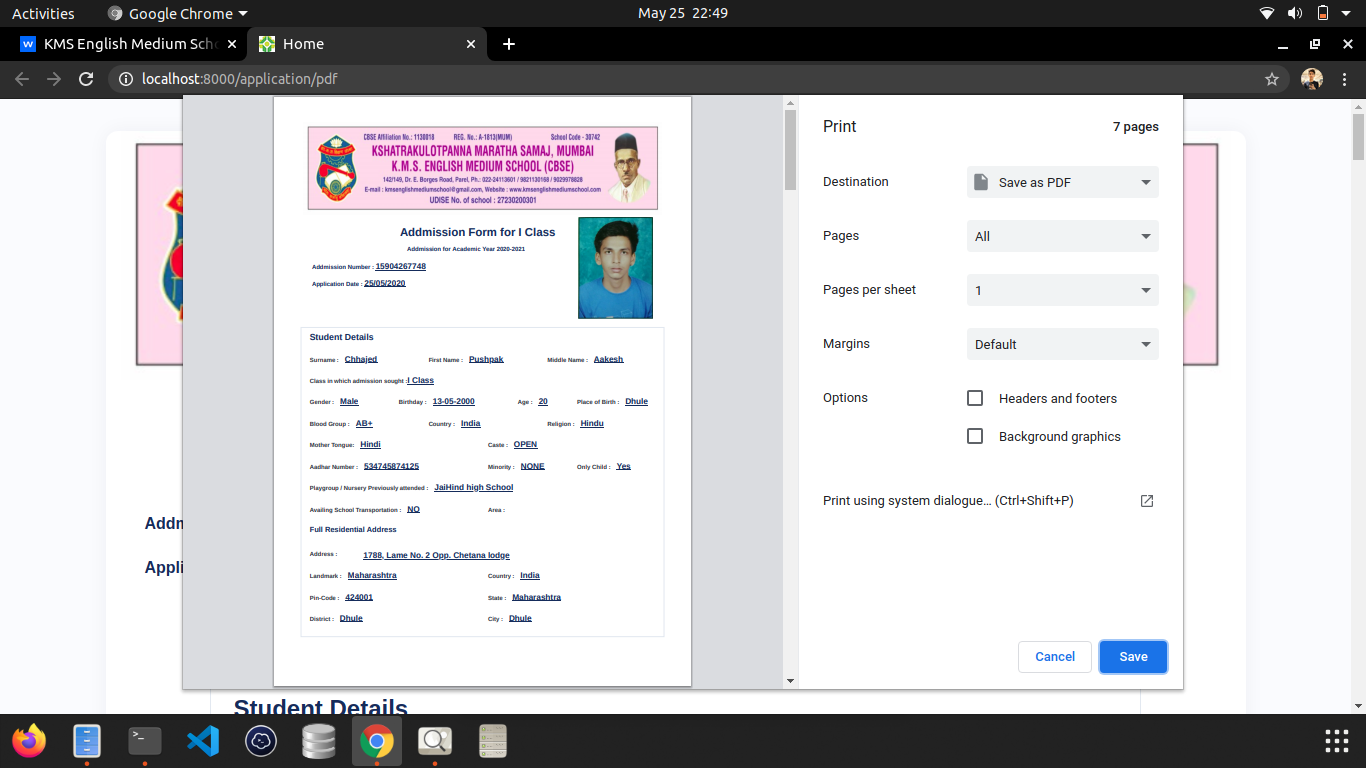 Activities
Google Chrome
May 25 22:49
KMS English Medium Scho
Home
localhost:8000/application/pdf
CBSE Affiliation No.: 1130018 REG. No.: A-1813(MUM) School Code - 30742
KSHATRAKULOTPANNA MARATHA SAMAJ, MUMBAI
K.M.S. ENGLISH MEDIUM SCHOOL (CBSE)
142/149, Dr. E. Borges Road, Parel, Ph.: 022-24113601 / 9821130168 / 9029978828
E-mail : kmsenglishmediumschool@gmail.com, Website : www.kmsenglishmediumschool.com
UDISE No. of school : 27230200301
Addmission Form for I Class
Addmission for Academic Year 2020-2021
Addmission Number : 15904267748
Application Date : 25/05/2020
Student Details
Surname : Chhajed First Name : Pushpak Middle Name : Aakesh
Class in which admission sought :I Class
Gender : Male Birthday : 13-05-2000 Age : 20 Place of Birth : Dhule
Blood Group : AB+ Country : India Religion : Hindu
Mother Tongue: Hindi Caste : OPEN
Aadhar Number : 534745874125 Minority : NONE Only Child : Yes
Playgroup / Nursery Previously attended : JaiHind high School
Availing School Transportation : NO Area :
Full Residential Address
Address : 1788, Lame No. 2 Opp. Chetana lodge
Landmark : Maharashtra Country : India
Pin-Code : 424001 State : Maharashtra
District : Dhule City : Dhule
Print 7 pages
Destination Save as PDF
Pages All
Pages per sheet 1
Margins Default
Options Headers and footers
Background graphics
Print using system dialogue... (Ctrl+Shift+P)
Cancel Save
Addm
Appli
Student Details